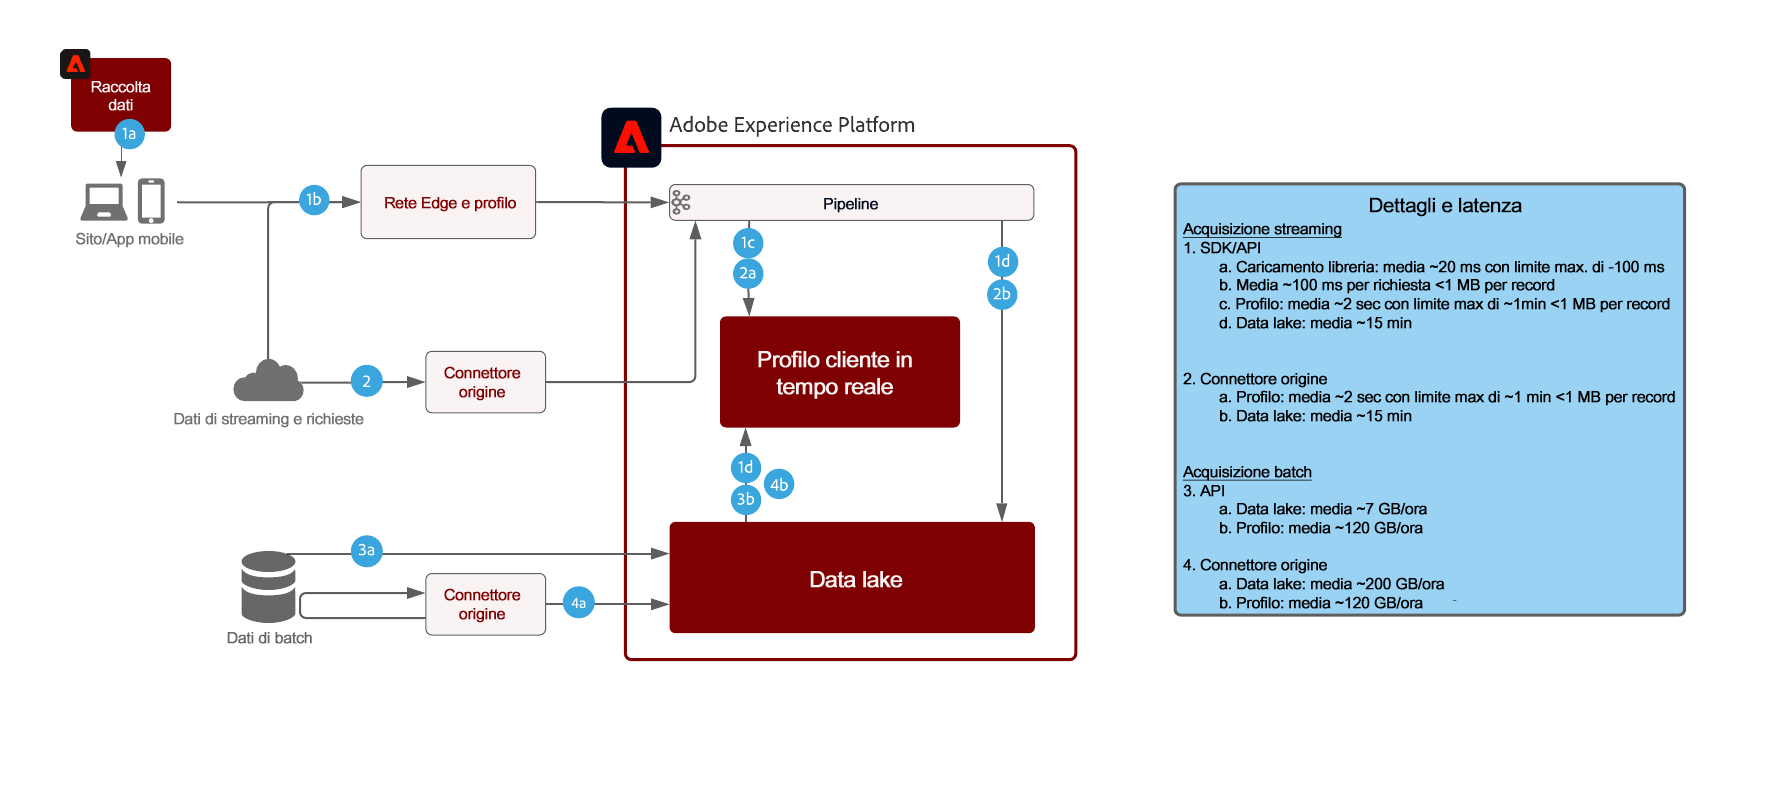 Raccolta
dati
1a
Sito/App mobile
1b
Rete Edge e profilo
Adobe Experience Platform
Pipeline
1c
2a
1d
2b
Profilo cliente in
tempo reale
2
Connettore
origine
Dati di streaming e richieste
1d
3b
4b
3a
Data lake
Connettore
origine
4a
Dati di batch
Dettagli e latenza
Acquisizione streaming
1. SDK/API
a. Caricamento libreria: media ~20 ms con limite max. di -100 ms
b. Media ~100 ms per richiesta <1 MB per record
c. Profilo: media ~2 sec con limite max di ~1min <1 MB per record
d. Data lake: media ~15 min
2. Connettore origine
a. Profilo: media ~2 sec con limite max di ~1 min <1 MB per record
b. Data lake: media ~15 min
Acquisizione batch
3. API
a. Data lake: media ~7 GB/ora
b. Profilo: media ~120 GB/ora
4. Connettore origine
a. Data lake: media ~200 GB/ora
b. Profilo: media ~120 GB/ora